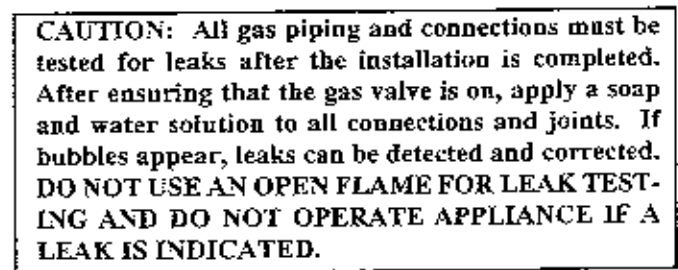 CAUTION: All gas piping and connections must be
tested for leaks after the installation is completed.
After ensuring that the gas valve is on, apply a soap
and water solution to all connections and joints. If
bubbles appear, leaks can be detected and corrected.
DO NOT USE AN OPEN FLAME FOR LEAK TEST-
ING AND DO NOT OPERATE APPLIANCE IF A
LEAK IS INDICATED.